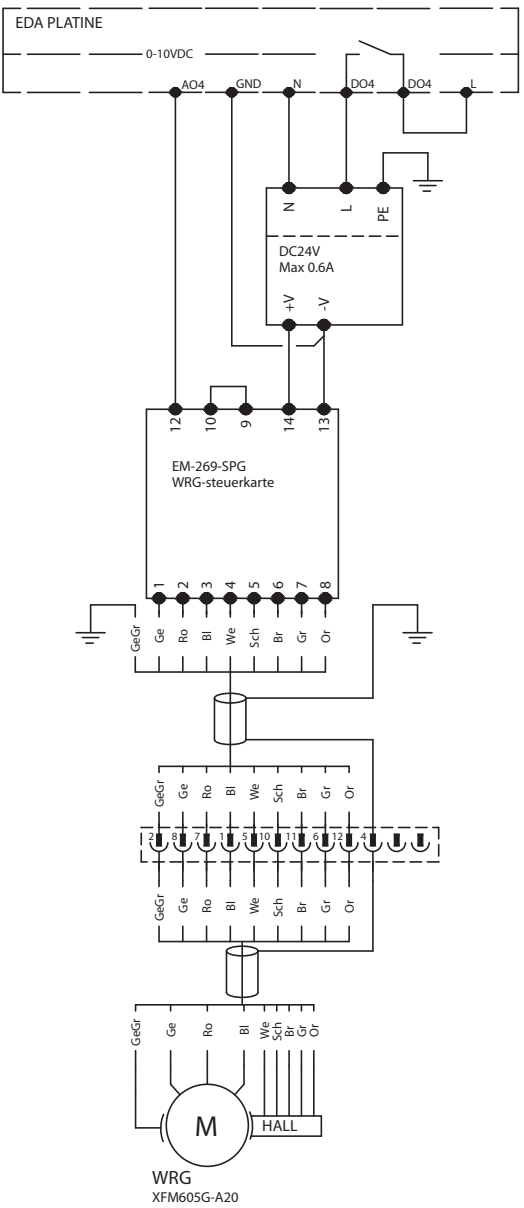 EDA PLATINE
0-10VDC
AO4 GND N DO4 DO4 L
N L PE
DC24V
Max 0.6A
+V -V
12 10 9 14 13
EM-269-SPG
WRG-steuerkarte
1 2 3 4 5 6 7 8
GeGr Ge Ro Bl We Sch Br Gr Or
GeGr Ge Ro Bl We Sch Br Gr Or
2 8 7 1 5 10 11 6 12 4
GeGr Ge Ro Bl We Sch Br Gr Or
GeGr Ge Ro Bl We Sch Br Gr Or
M HALL
WRG
XFM605G-A20